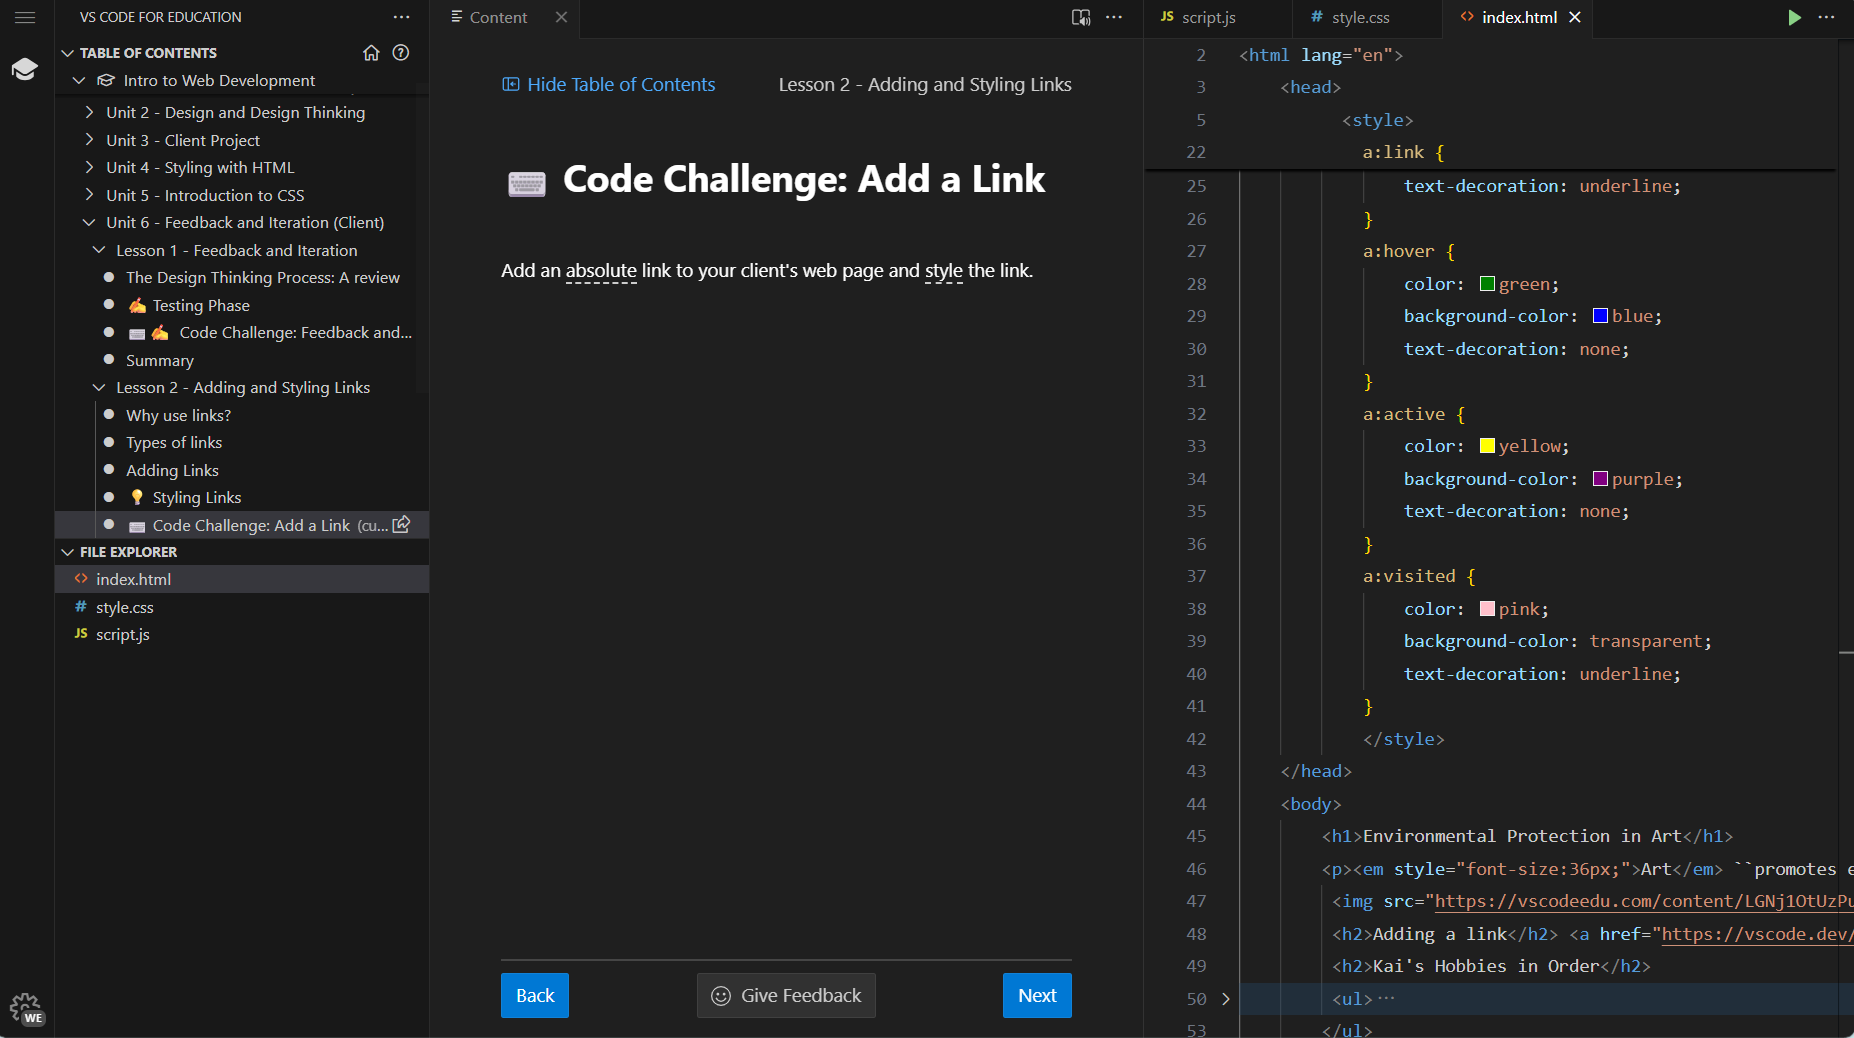 VS CODE FOR EDUCATION
TABLE OF CONTENTS
Intro to Web Development
Unit 2 - Design and Design Thinking
Unit 3 - Client Project
Unit 4 - Styling with HTML
Unit 5 - Introduction to CSS
Unit 6 - Feedback and Iteration (Client)
Lesson 1 - Feedback and Iteration
The Design Thinking Process: A review
✍️ Testing Phase
⌨️ ✍️ Code Challenge: Feedback and...
Summary
Lesson 2 - Adding and Styling Links
Why use links?
Types of links
Adding Links
💡 Styling Links
⌨️ Code Challenge: Add a Link (cu...
FILE EXPLORER
<> index.html
# style.css
JS script.js
WE
Content
Hide Table of Contents
Lesson 2 - Adding and Styling Links
⌨️ Code Challenge: Add a Link
Add an absolute link to your client's web page and style the link.
Back
Give Feedback
Next
JS script.js
# style.css
<> index.html
2 <html lang="en">
3 <head>
5 <style>
22 a:link {
25 text-decoration: underline;
26 }
27 a:hover {
28 color: green;
29 background-color: blue;
30 text-decoration: none;
31 }
32 a:active {
33 color: yellow;
34 background-color: purple;
35 text-decoration: none;
36 }
37 a:visited {
38 color: pink;
39 background-color: transparent;
40 text-decoration: underline;
41 }
42 </style>
43 </head>
44 <body>
45 <h1>Environmental Protection in Art</h1>
46 <p><em style="font-size:36px;">Art</em> ``promotes e
47 <img src="https://vscodeedu.com/content/LGNj1OtUzPu
48 <h2>Adding a link</h2> <a href="https://vscode.dev/
49 <h2>Kai's Hobbies in Order</h2>
50 <ul>...
53 </ul>